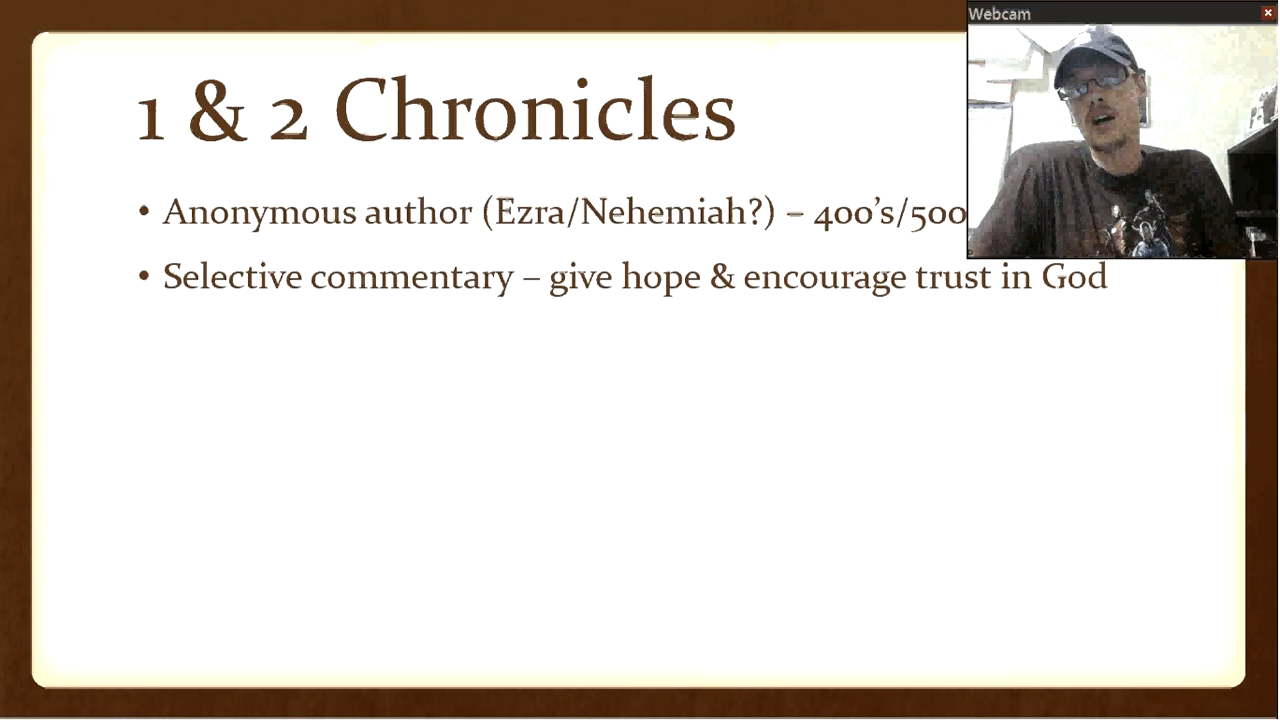 Webcam
1 & 2 Chronicles
• Anonymous author (Ezra/Nehemiah?) – 400's/500
• Selective commentary – give hope & encourage trust in God